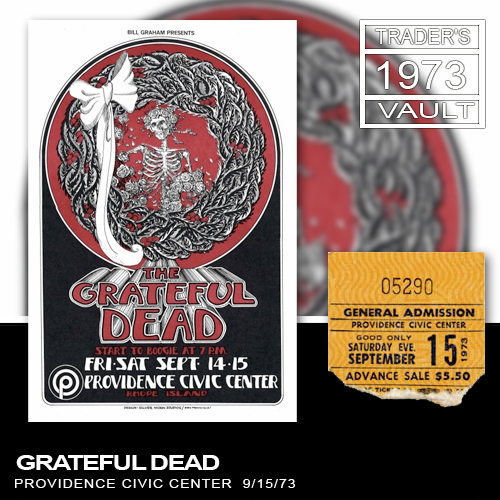 BILL GRAHAM PRESENTS
THE
GRATEFUL
DEAD
START TO BOOGIE AT 7 P.M.
FRI·SAT SEPT 14·15
PROVIDENCE CIVIC CENTER
RHODE ISLAND
TRADER'S
1973
VAULT
05290
GENERAL ADMISSION
PROVIDENCE CIVIC CENTER
GOOD ONLY
SATURDAY EVE.
SEPTEMBER 15 1973
ADVANCE SALE $5.50
GRATEFUL DEAD
PROVIDENCE CIVIC CENTER 9/15/73